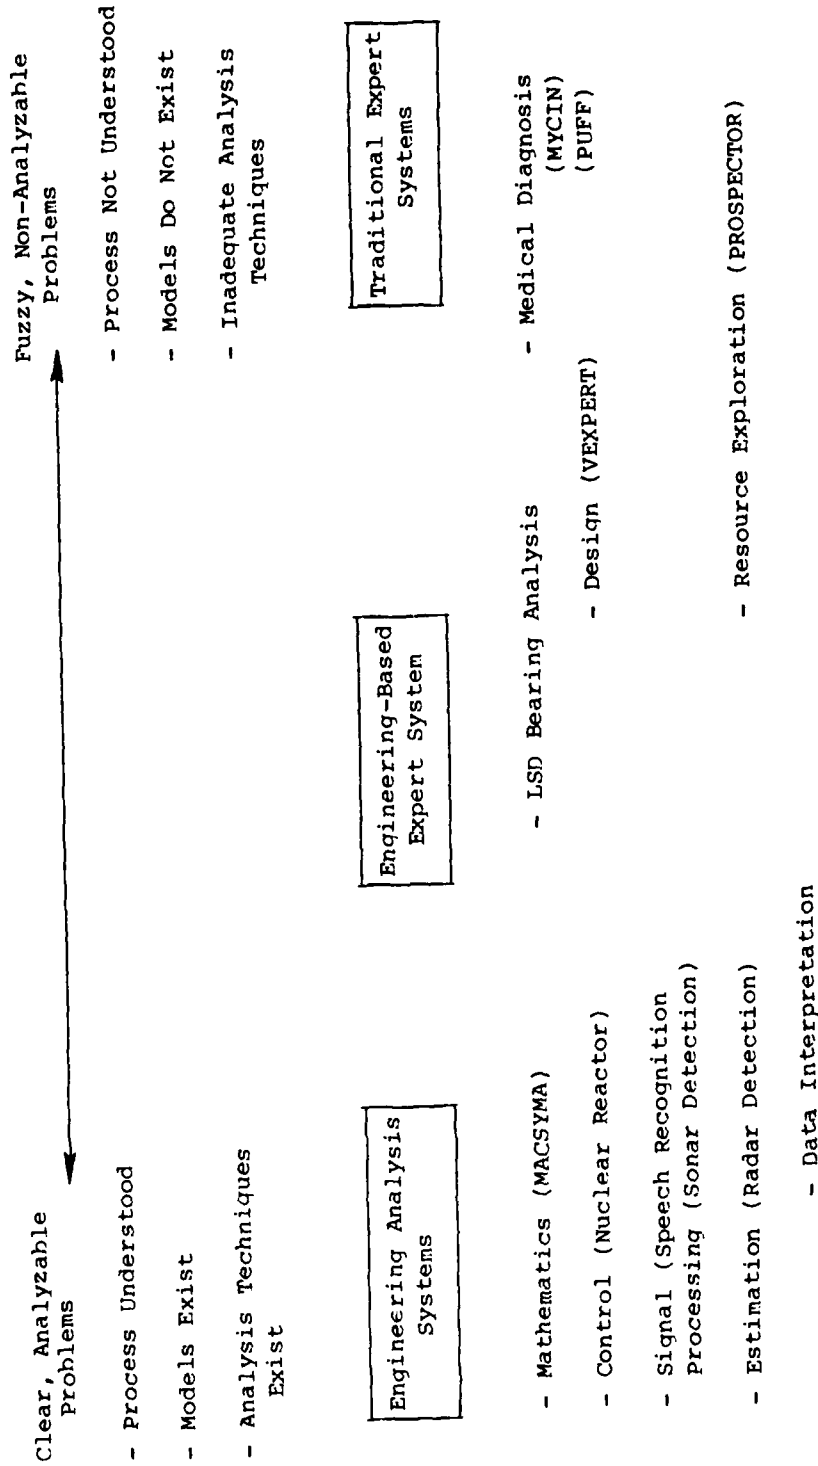 Clear, Analyzable
Problems
- Process Understood
- Models Exist
- Analysis Techniques
Exist
Fuzzy, Non-Analyzable
Problems
- Process Not Understood
- Models Do Not Exist
- Inadequate Analysis
Techniques
Engineering Analysis
Systems
Engineering-Based
Expert System
Traditional Expert
Systems
- Mathematics (MACSYMA)
- Control (Nuclear Reactor)
- Signal (Speech Recognition
Processing (Sonar Detection)
- Estimation (Radar Detection)
- Data Interpretation
- LSD Bearing Analysis
- Design (VEXPERT)
- Resource Exploration (PROSPECTOR)
- Medical Diagnosis
(MYCIN)
(PUFF)